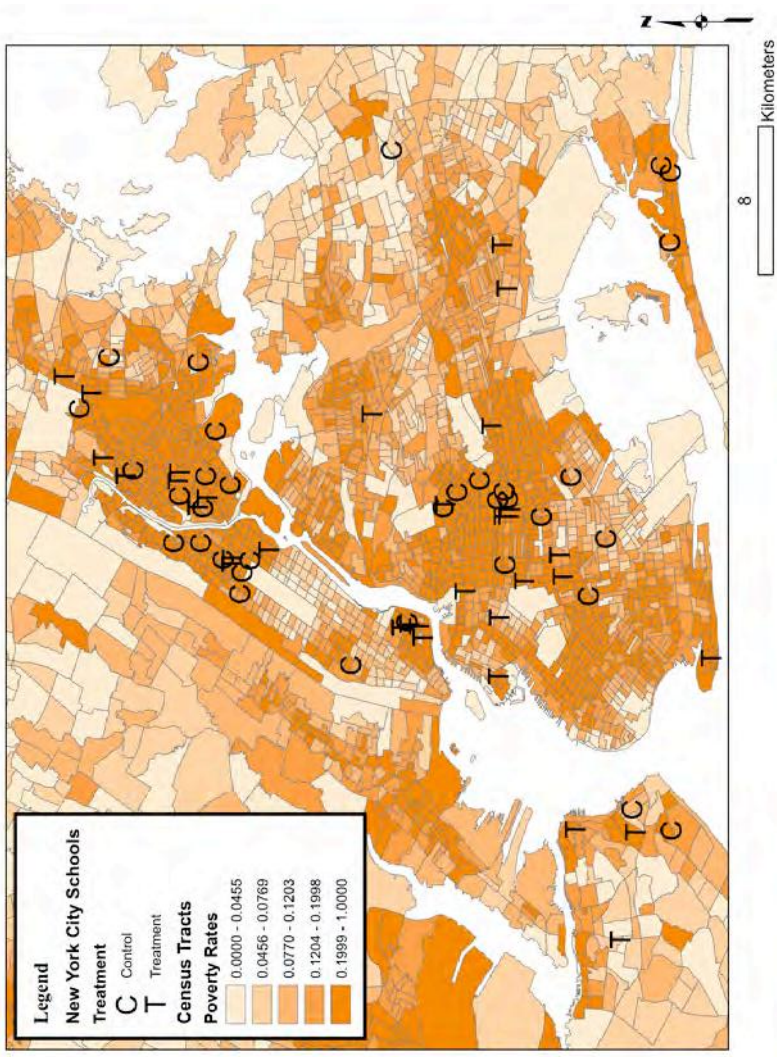 Legend
New York City Schools
Treatment
C Control
T Treatment
Census Tracts
Poverty Rates
0.0000 - 0.0455
0.0456 - 0.0769
0.0770 - 0.1203
0.1204 - 0.1998
0.1999 - 1.0000
N
8
Kilometers